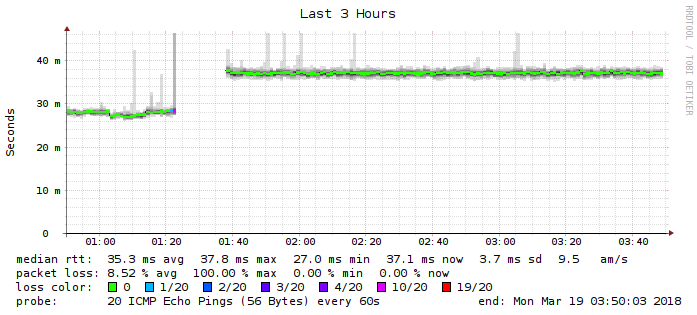 Last 3 Hours
RRDTOOL / TOBI OETIKER
Seconds
40 m
30 m
20 m
10 m
0
01:00 01:20 01:40 02:00 02:20 02:40 03:00 03:20 03:40
median rtt: 35.3 ms avg 37.8 ms max 27.0 ms min 37.1 ms now 3.7 ms sd 9.5 am/s
packet loss: 8.52 % avg 100.00 % max 0.00 % min 0.00 % now
loss color: 0 1/20 2/20 3/20 4/20 10/20 19/20
probe: 20 ICMP Echo Pings (56 Bytes) every 60s end: Mon Mar 19 03:50:03 2018